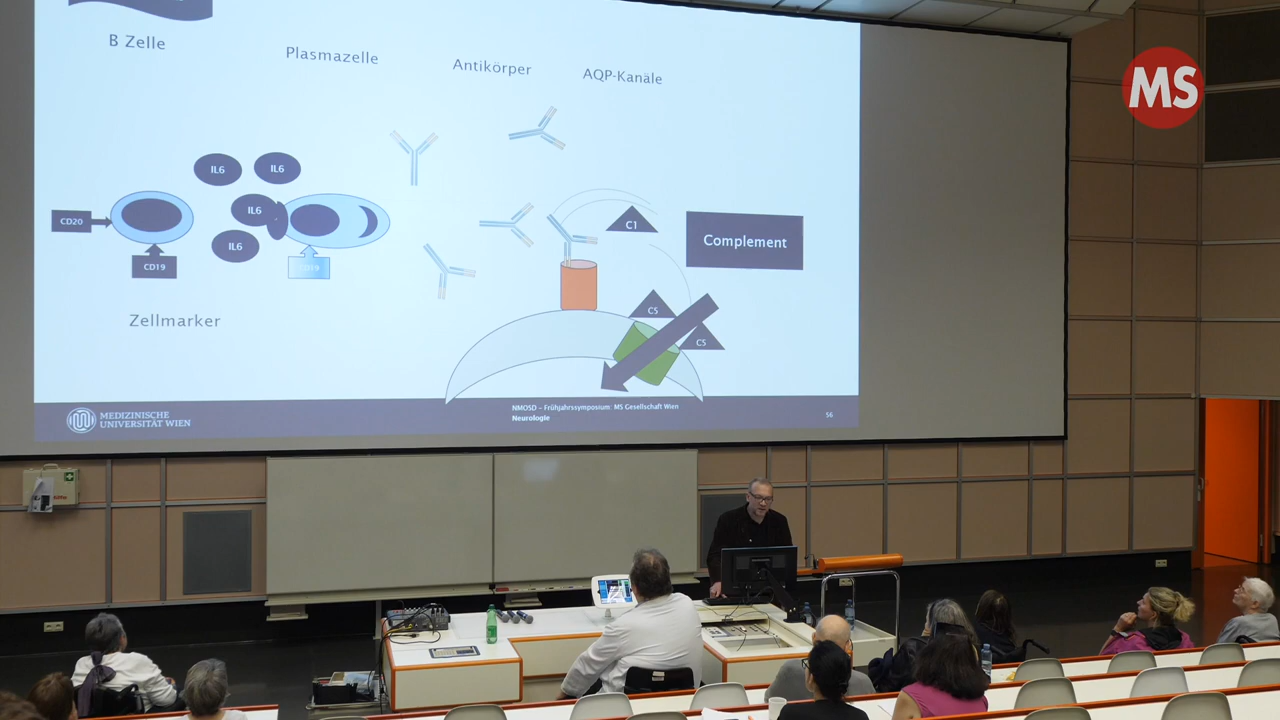 B Zelle
Plasmazelle
Antikörper
AQP-Kanäle
MS
IL6
IL6
IL6
IL6
CD20
CD19
CD19
C1
Complement
C5
C5
Zellmarker
MEDIZINISCHE
UNIVERSITÄT WIEN
NMOSD – Frühjahrssymposium: MS Gesellschaft Wien
Neurologie
56